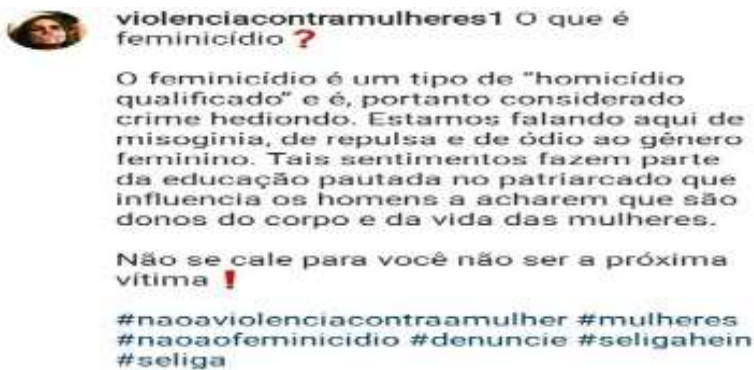 violenciacontramulheres1 O que é
feminicídio ❓
O feminicídio é um tipo de "homicídio
qualificado" e é, portanto considerado
crime hediondo. Estamos falando aqui de
misoginia, de repulsa e de ódio ao gênero
feminino. Tais sentimentos fazem parte
da educação pautada no patriarcado que
influencia os homens a acharem que são
donos do corpo e da vida das mulheres.
Não se cale para você não ser a próxima
vítima ❗
#naoaviolenciacontraamulher #mulheres
#naoaofeminicidio #denuncie #seligahein
#seliga